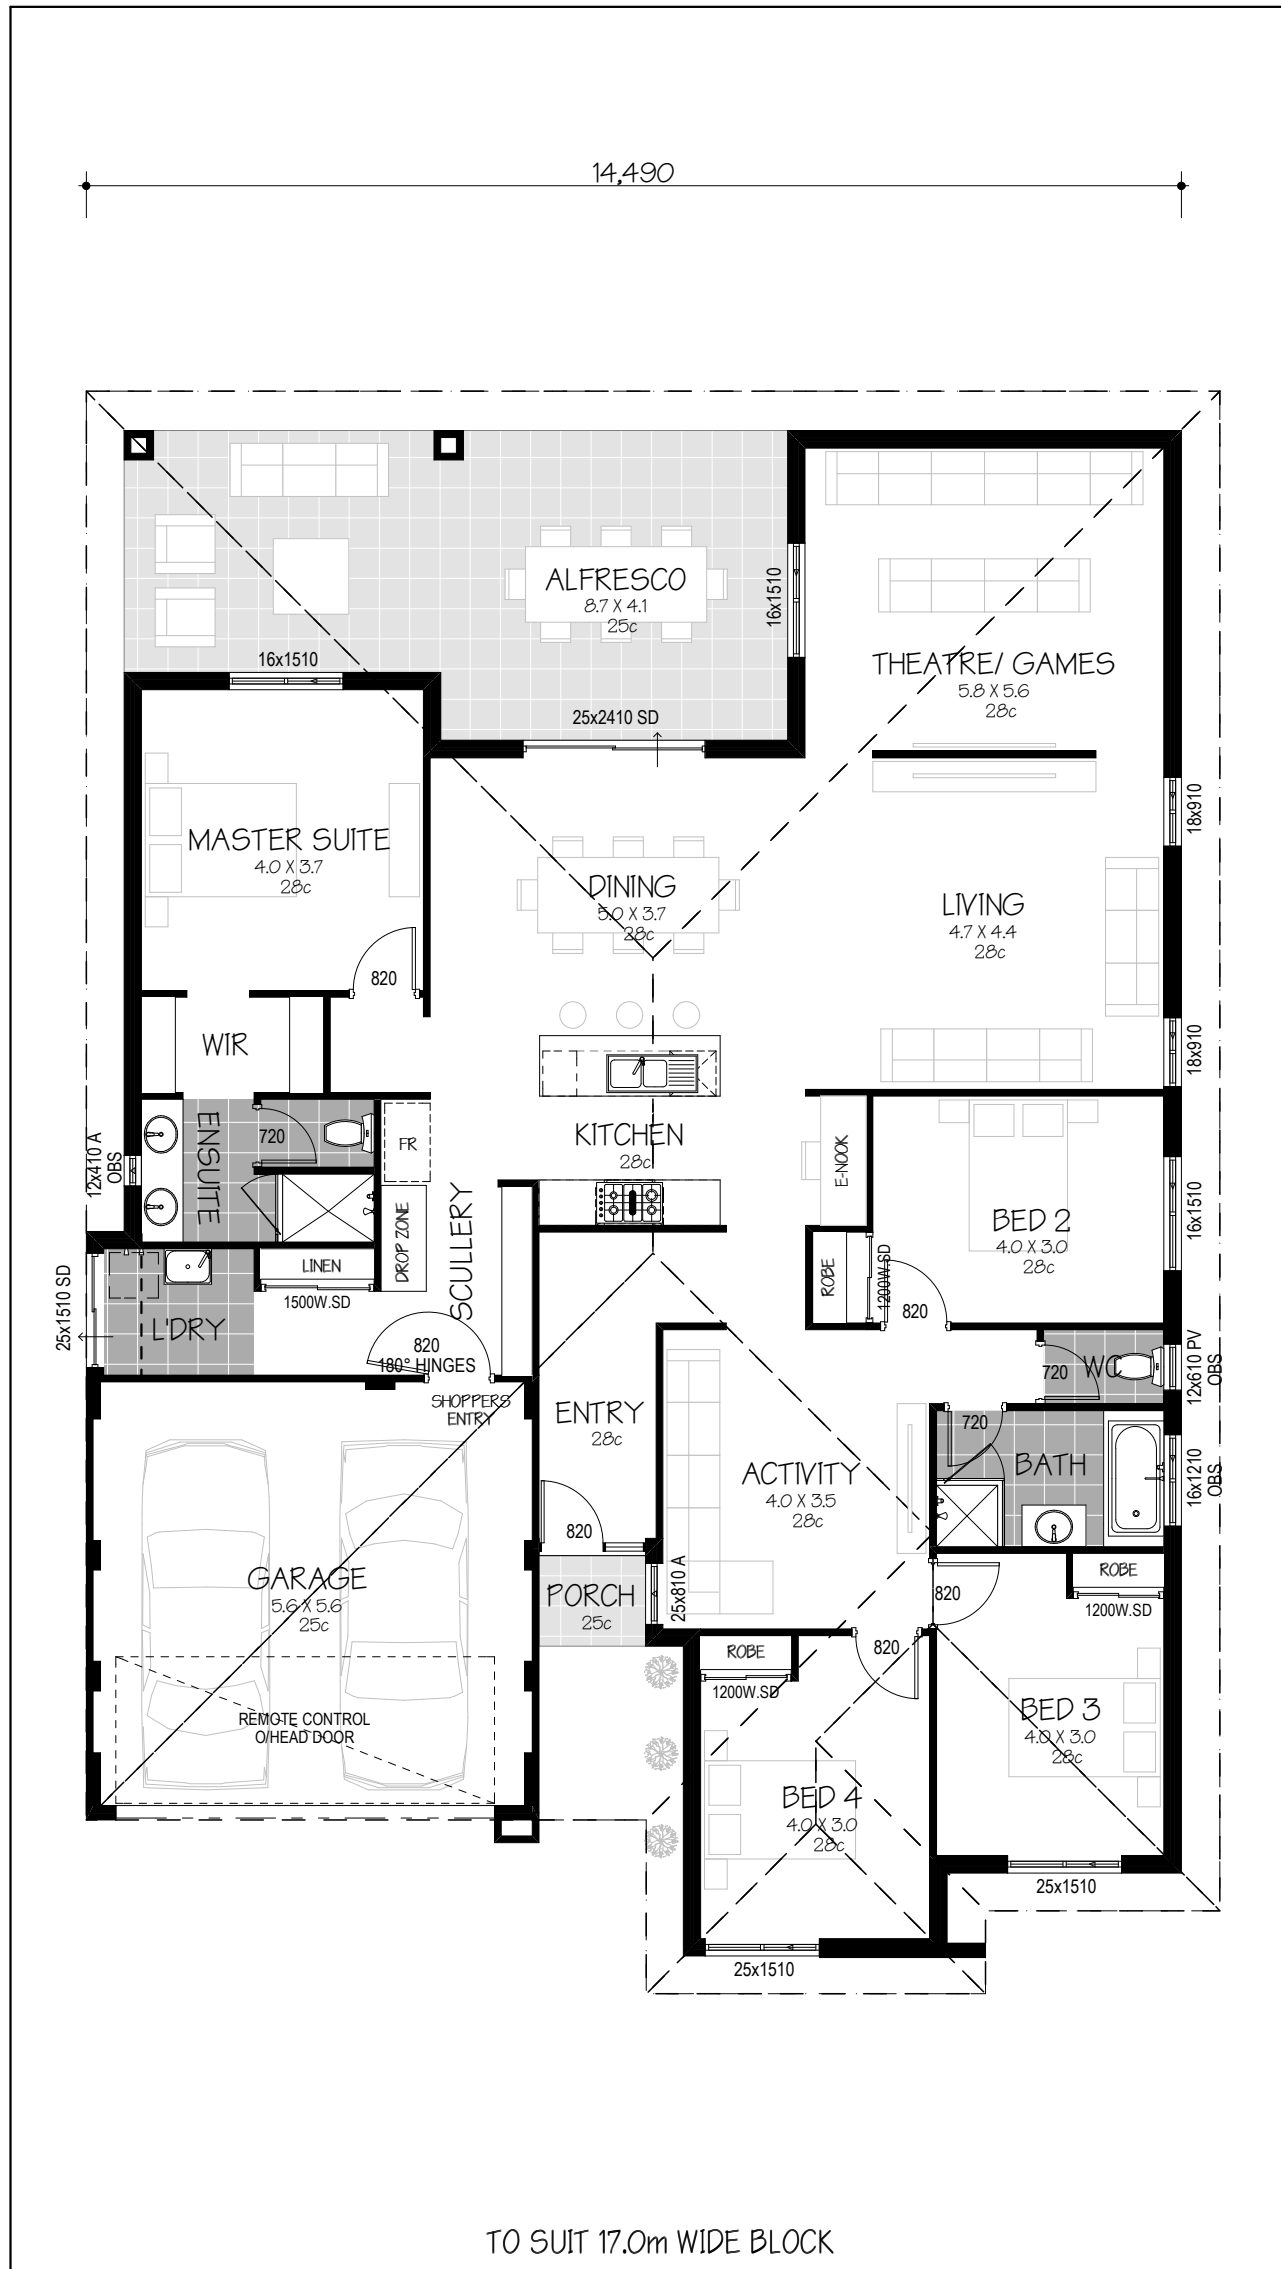 14,490
ALFRESCO
8.7 X 4.1
25c
16x1510
16x1510
25x2410 SD
THEATRE/ GAMES
5.8 X 5.6
28c
18x910
MASTER SUITE
4.0 X 3.7
28c
820
DINING
5.0 X 3.7
28c
LIVING
4.7 X 4.4
28c
18x910
WIR
ENSUITE
720
12x410 A
OBS
FR
DROP ZONE
SCULLERY
KITCHEN
28c
E-NOOK
BED 2
4.0 X 3.0
28c
16x1510
ROBE
1200W.SD
820
25x1510 SD
L'DRY
LINEN
1500W.SD
820
180° HINGES
SHOPPERS
ENTRY
ENTRY
28c
820
720
WC
12x610 PV
OBS
720
BATH
16x1210
OBS
ACTIVITY
4.0 X 3.5
28c
GARAGE
5.6 X 5.6
25c
REMOTE CONTROL
O/HEAD DOOR
PORCH
25c
25x810 A
820
ROBE
1200W.SD
820
ROBE
1200W.SD
BED 3
4.0 X 3.0
28c
25x1510
BED 4
4.0 X 3.0
28c
25x1510
TO SUIT 17.0m WIDE BLOCK